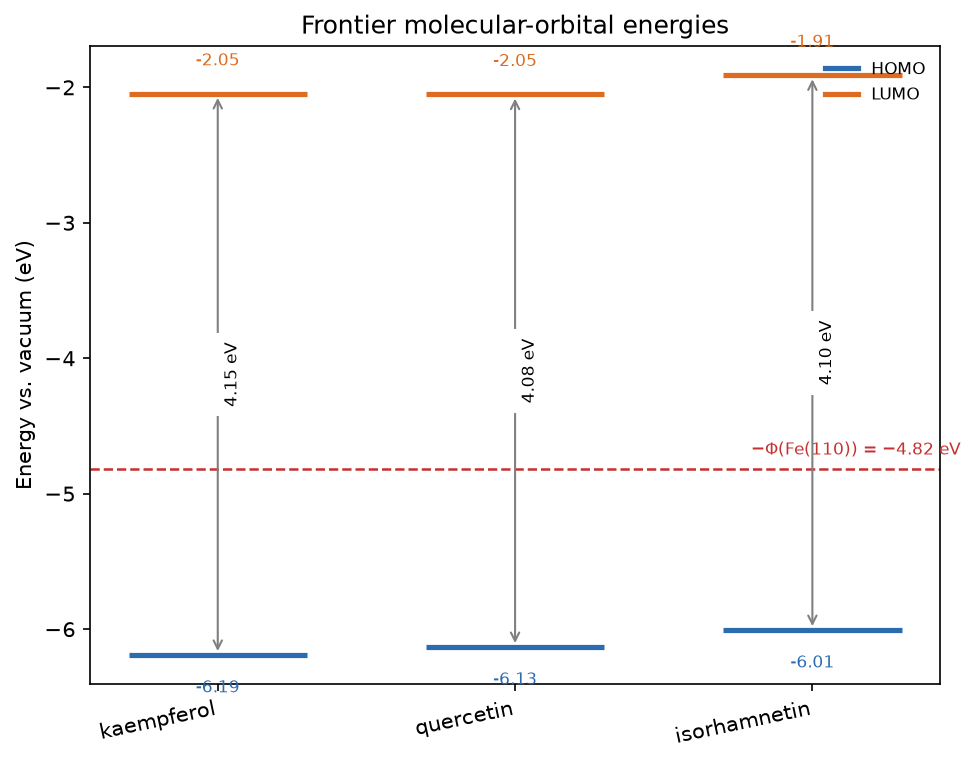 Frontier molecular-orbital energies
-2.05
-2.05
-1.91
HOMO
LUMO
−2
−3
−4
−5
−6
Energy vs. vacuum (eV)
4.15 eV
4.08 eV
4.10 eV
−Φ(Fe(110)) = −4.82 eV
-6.19
-6.13
-6.01
kaempferol
quercetin
isorhamnetin